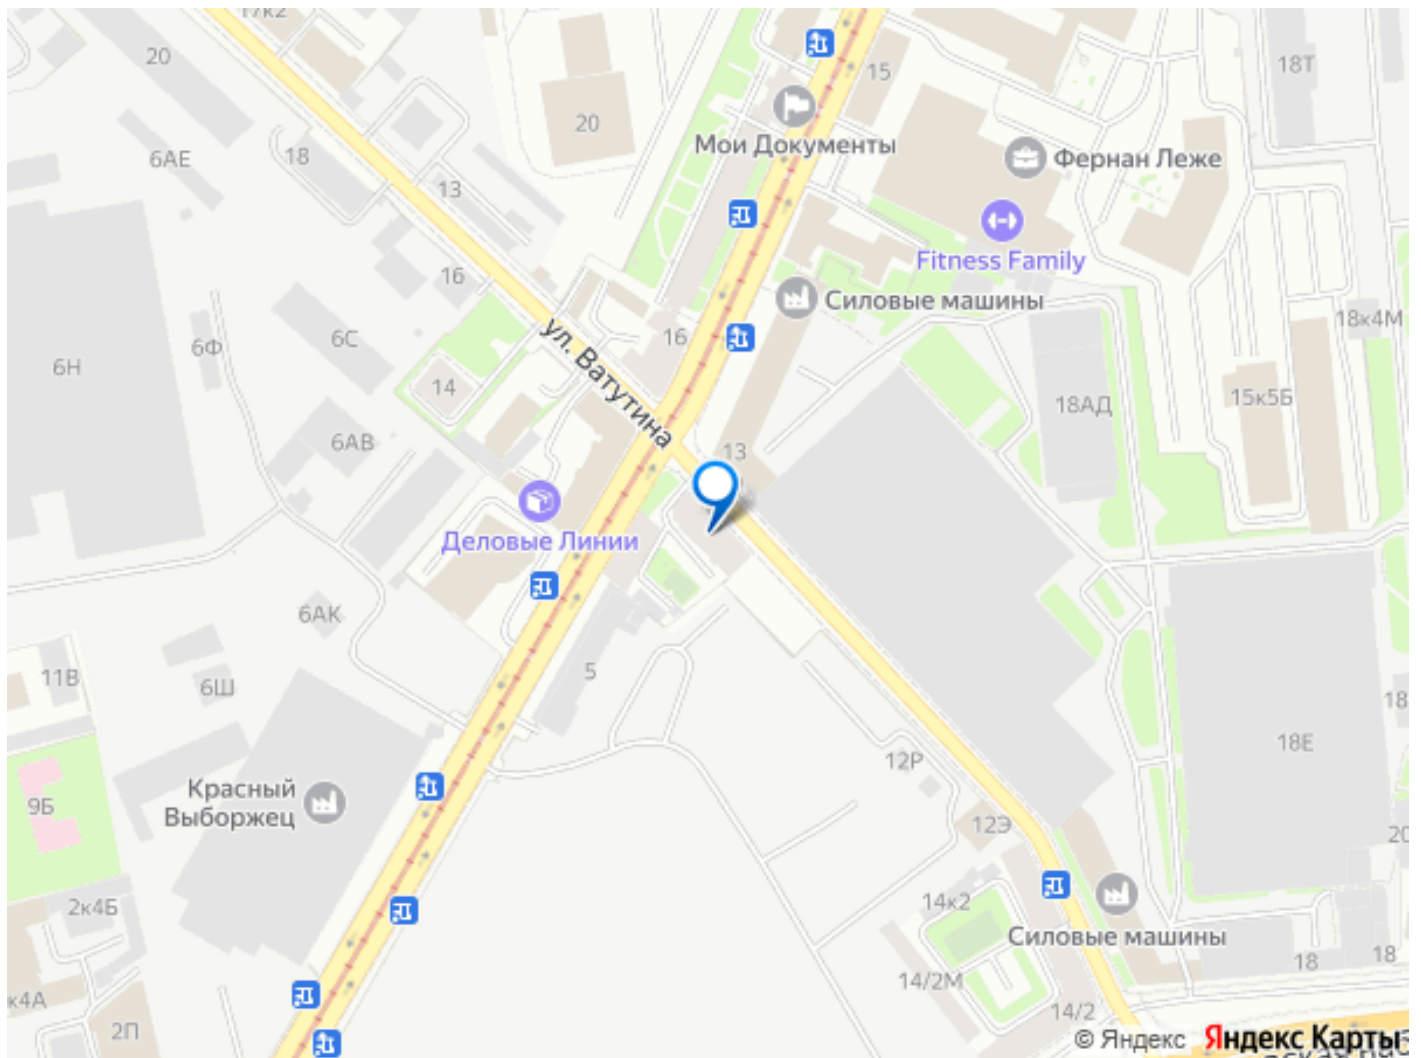 17к2
20
15
18Т
20
Мои Документы
6АЕ
18
Фернан Леже
13
Fitness Family
16
Силовые машины
18к4М
6С
16
6Ф
ул. Ватутина
6Н
14
15к5Б
18АД
6АВ
13
Деловые Линии
6АК
5
11В
6Ш
18
18Е
12Р
Красный
Выборжец
9Б
12Э
20
14к2
2к4Б
Силовые машины
18
18
14/2М
к4А
14/2
2П
© Яндекс
Яндекс Карты